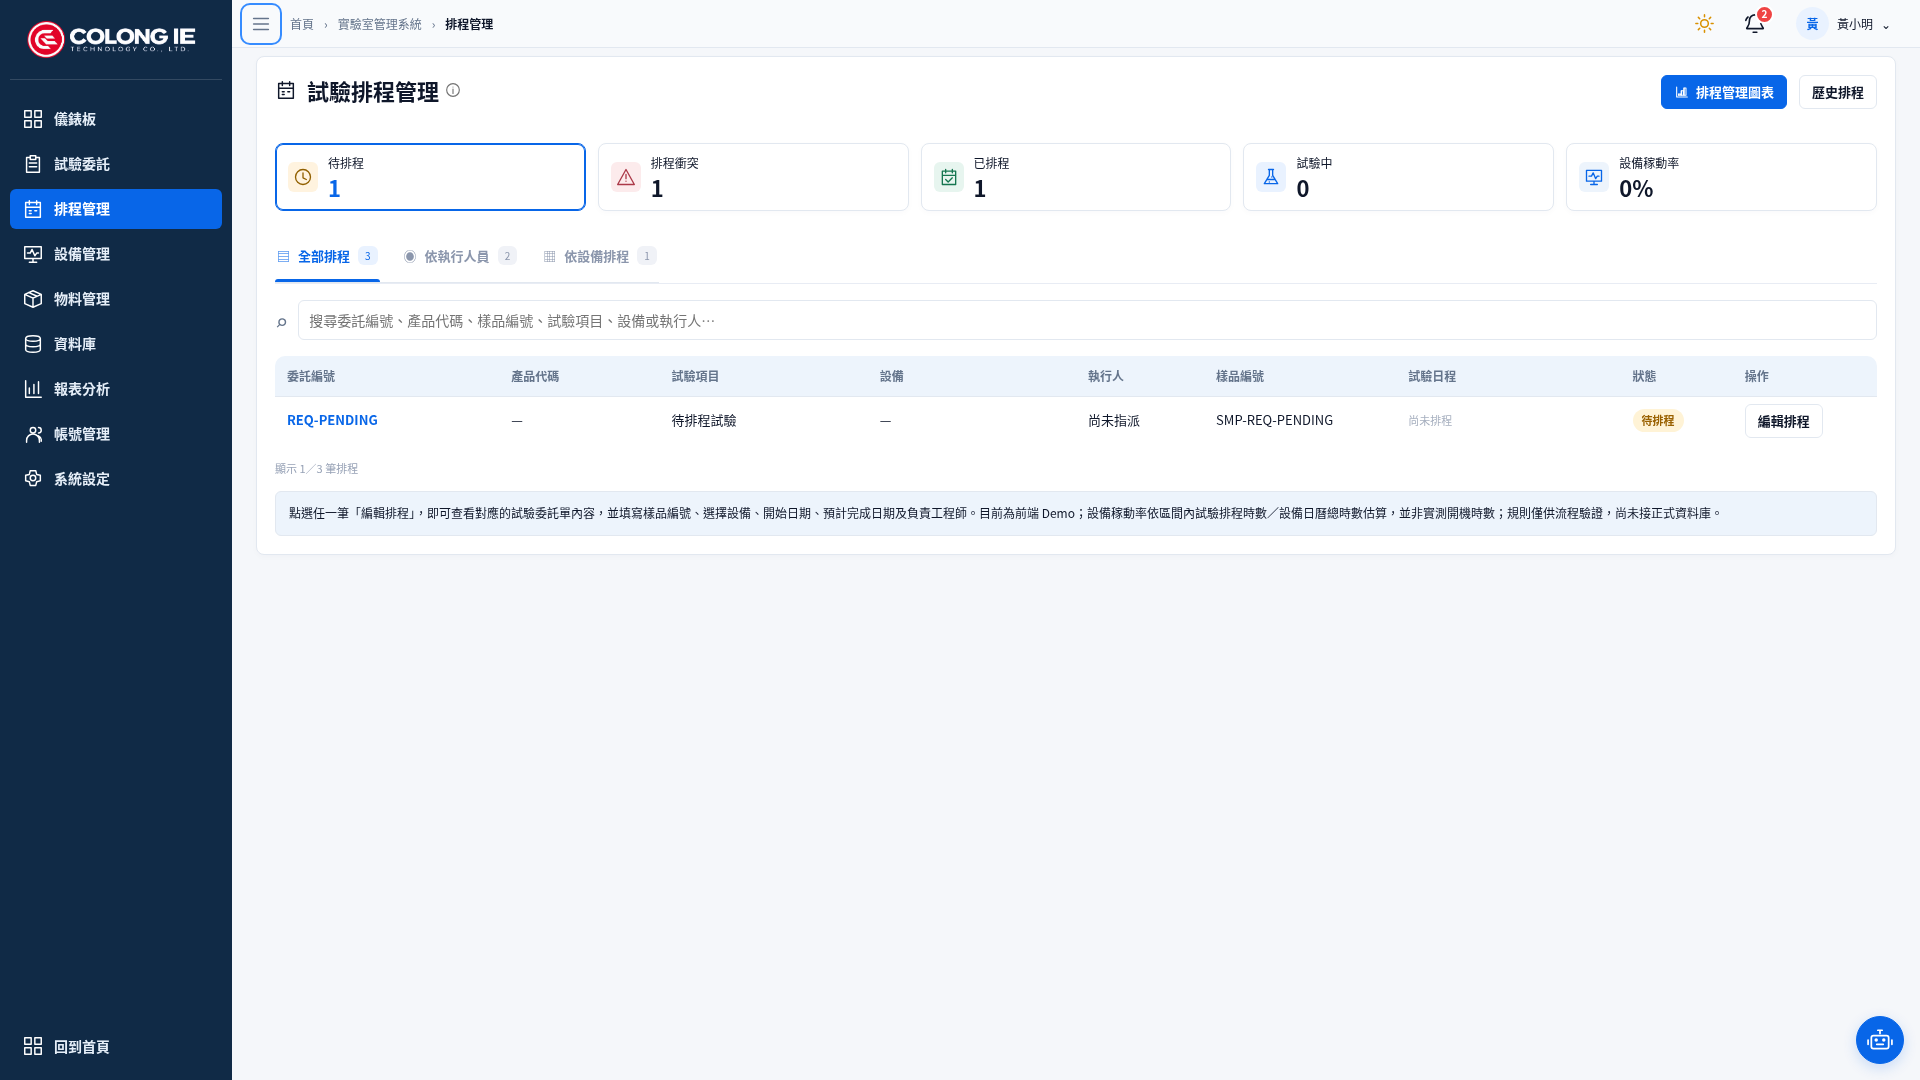 COLONG IE
TECHNOLOGY CO., LTD.
儀錶板
試驗委託
排程管理
設備管理
物料管理
資料庫
報表分析
帳號管理
系統設定
回到首頁
首頁 › 實驗室管理系統 › 排程管理
2
黃 黃小明
試驗排程管理
排程管理圖表
歷史排程
待排程
1
排程衝突
1
已排程
1
試驗中
0
設備稼動率
0%
全部排程 3
依執行人員 2
依設備排程 1
搜尋委託編號、產品代碼、樣品編號、試驗項目、設備或執行人…
委託編號 產品代碼 試驗項目 設備 執行人 樣品編號 試驗日程 狀態 操作
REQ-PENDING — 待排程試驗 — 尚未指派 SMP-REQ-PENDING 尚未排程 待排程 編輯排程
顯示 1／3 筆排程
點選任一筆「編輯排程」，即可查看對應的試驗委託單內容，並填寫樣品編號、選擇設備、開始日期、預計完成日期及負責工程師。目前為前端 Demo；設備稼動率依區間內試驗排程時數／設備日曆總時數估算，並非實測開機時數；規則僅供流程驗證，尚未接正式資料庫。